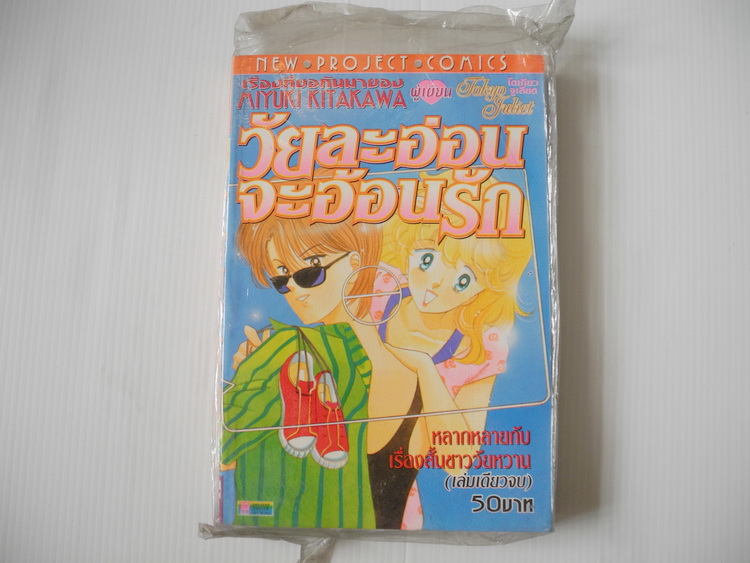 NEW • PROJECT • COMICS
เรื่องที่ยอกันมาของ
MIYUKI KITAKAWA ผู้เขียน Tokyo Juliet โตเกียวจูเลียต
วัยละอ่อน
จะอ้อนรัก
หลากหลายกับ
เรื่องสั้นชาววัยหวาน
(เล่มเดียวจบ)
50บาท